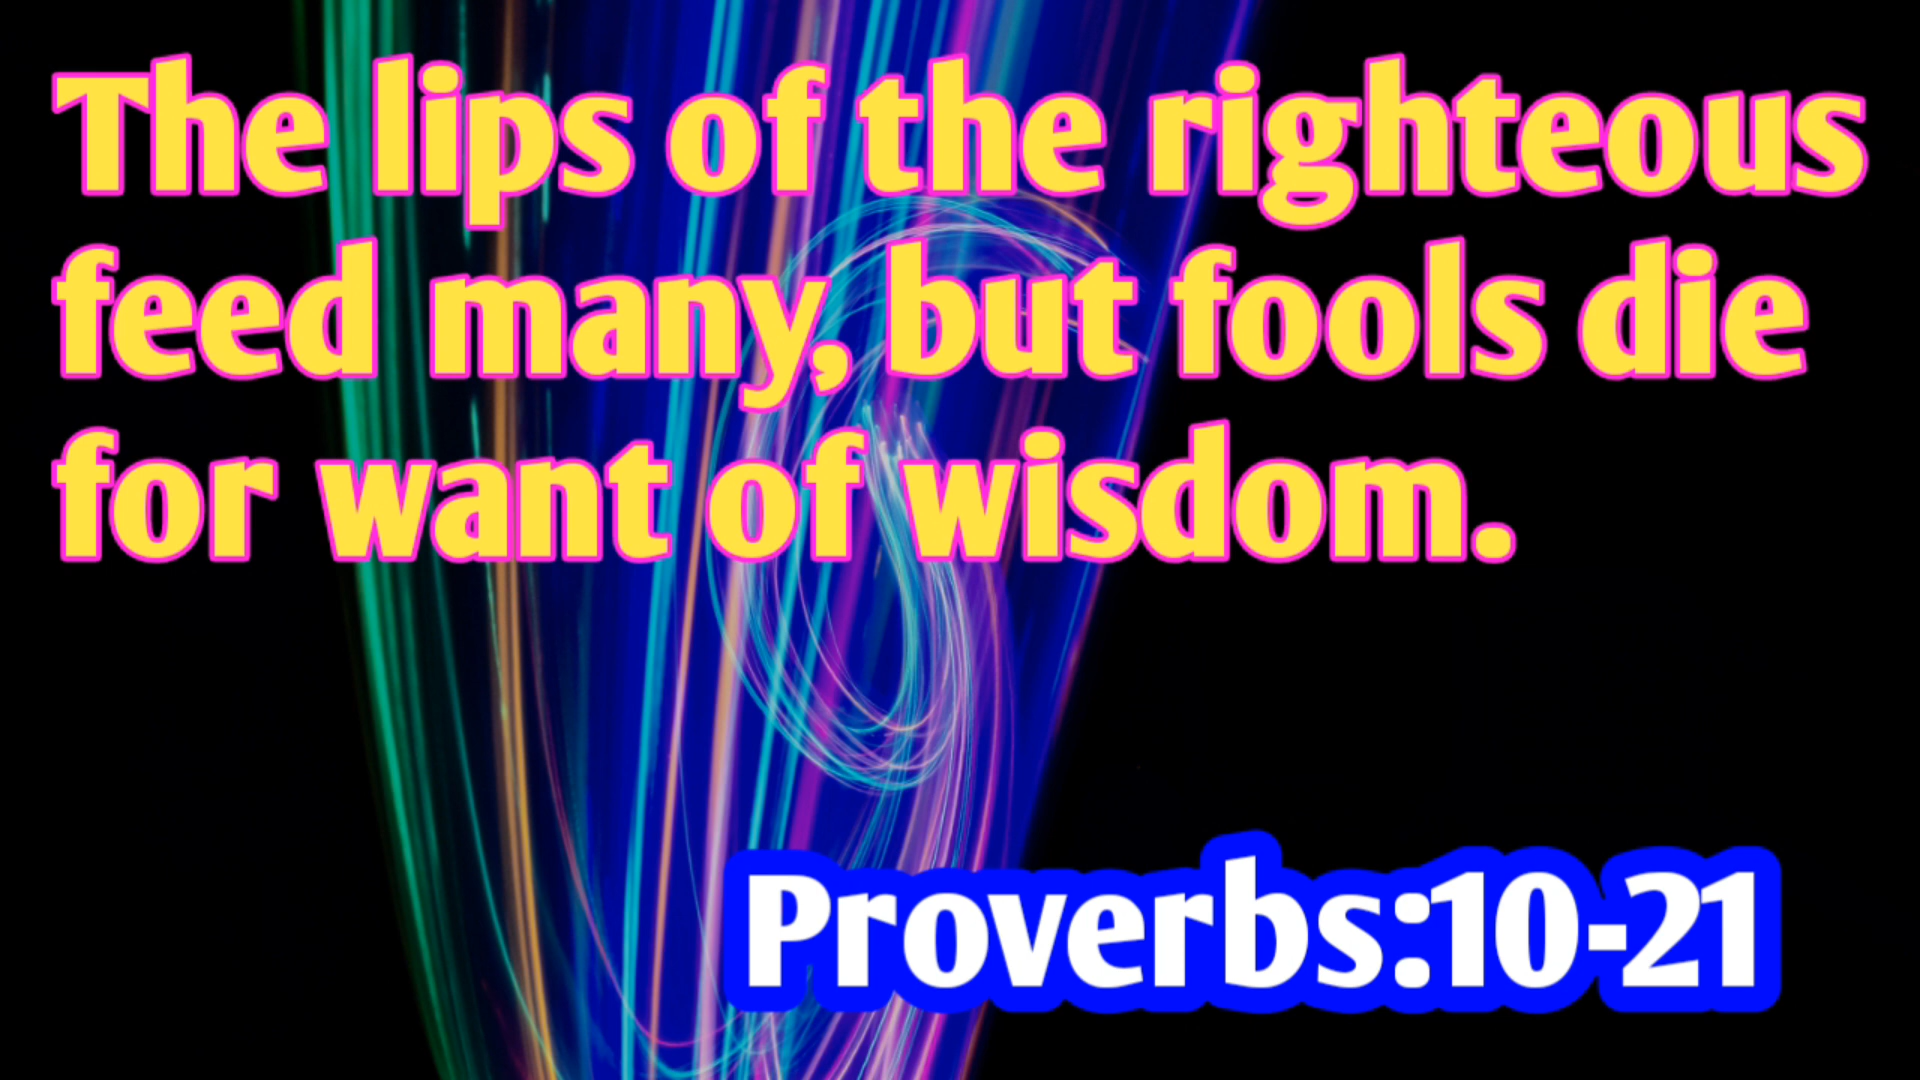 The lips of the righteous
feed many, but fools die
for want of wisdom.
Proverbs:10-21